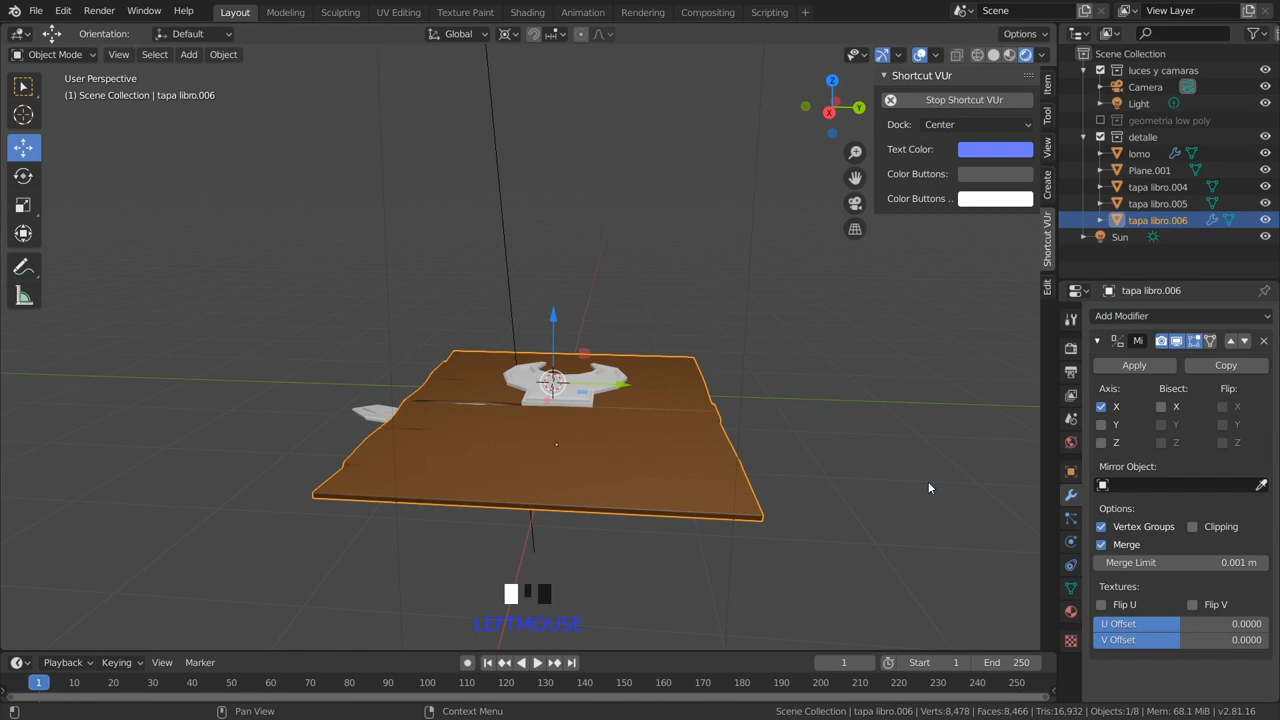 File Edit Render Window Help Layout Modeling Sculpting UV Editing Texture Paint Shading Animation Rendering Compositing Scripting + Scene View Layer
Orientation: Default Global Options
Object Mode View Select Add Object
User Perspective
(1) Scene Collection | tapa libro.006
Z
Y
X
Shortcut VUr
Stop Shortcut VUr
Dock: Center
Text Color:
Color Buttons:
Color Buttons ..
Item
Tool
View
Create
Shortcut VUr
Edit
Scene Collection
luces y camaras
Camera
Light
geometria low poly
detalle
lomo
Plane.001
tapa libro.004
tapa libro.005
tapa libro.006
Sun
tapa libro.006
Add Modifier
Mi
Apply Copy
Axis: Bisect: Flip:
X X X
Y Y Y
Z Z Z
Mirror Object:
Options:
Vertex Groups Clipping
Merge
Merge Limit 0.001 m
Textures:
Flip U Flip V
U Offset 0.0000
V Offset 0.0000
LEFTMOUSE
Playback Keying View Marker 1 Start 1 End 250
1 10 20 30 40 50 60 70 80 90 100 110 120 130 140 150 160 170 180 190 200 210 220 230 240 250
Pan View Context Menu Scene Collection | tapa libro.006 | Verts:8,478 | Faces:8,466 | Tris:16,932 | Objects:1/8 | Mem: 68.1 MiB | v2.81.16